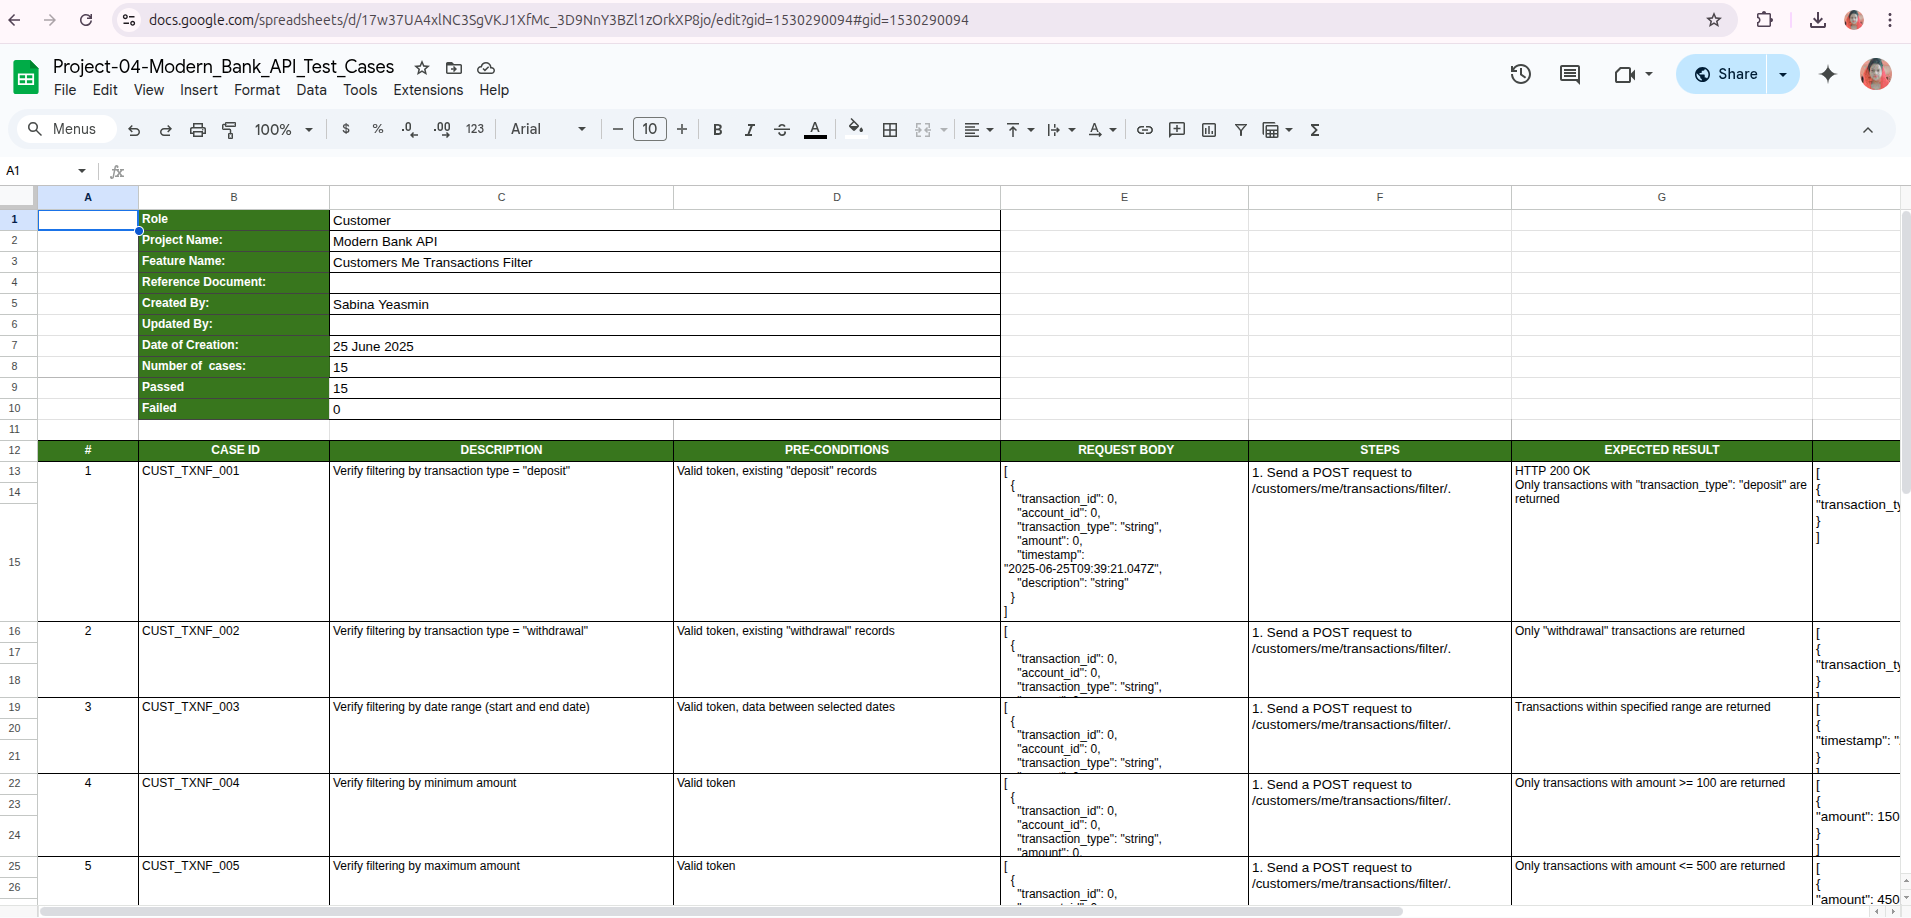 docs.google.com/spreadsheets/d/17w37UA4xlNC3SgVKJ1XfMc_3D9NnY3BZl1zOrkXP8jo/edit?gid=1530290094#gid=1530290094
Project-04-Modern_Bank_API_Test_Cases
File Edit View Insert Format Data Tools Extensions Help
Share
Menus 100% $ % .0 .00 123 Arial 10 B I A
A1 fx
A B C D E F G
1 Role Customer
2 Project Name: Modern Bank API
3 Feature Name: Customers Me Transactions Filter
4 Reference Document:
5 Created By: Sabina Yeasmin
6 Updated By:
7 Date of Creation: 25 June 2025
8 Number of  cases: 15
9 Passed 15
10 Failed 0
11
12 # CASE ID DESCRIPTION PRE-CONDITIONS REQUEST BODY STEPS EXPECTED RESULT
13 1 CUST_TXNF_001 Verify filtering by transaction type = "deposit" Valid token, existing "deposit" records [ 1. Send a POST request to HTTP 200 OK [
14 { /customers/me/transactions/filter/. Only transactions with "transaction_type": "deposit" are {
"transaction_id": 0, returned "transaction_ty
"account_id": 0, }
"transaction_type": "string", ]
"amount": 0,
"timestamp":
15 "2025-06-25T09:39:21.047Z",
"description": "string"
}
]
16 2 CUST_TXNF_002 Verify filtering by transaction type = "withdrawal" Valid token, existing "withdrawal" records [ 1. Send a POST request to Only "withdrawal" transactions are returned [
17 { /customers/me/transactions/filter/. {
"transaction_id": 0, "transaction_ty
18 "account_id": 0, }
"transaction_type": "string",
19 3 CUST_TXNF_003 Verify filtering by date range (start and end date) Valid token, data between selected dates [ 1. Send a POST request to Transactions within specified range are returned [
20 { /customers/me/transactions/filter/. {
"transaction_id": 0, "timestamp": "
21 "account_id": 0, }
"transaction_type": "string",
22 4 CUST_TXNF_004 Verify filtering by minimum amount Valid token [ 1. Send a POST request to Only transactions with amount >= 100 are returned [
23 { /customers/me/transactions/filter/. {
"transaction_id": 0, "amount": 150
24 "account_id": 0, }
"transaction_type": "string", ]
"amount": 0,
25 5 CUST_TXNF_005 Verify filtering by maximum amount Valid token [ 1. Send a POST request to Only transactions with amount <= 500 are returned [
26 { /customers/me/transactions/filter/. {
"transaction_id": 0, "amount": 450